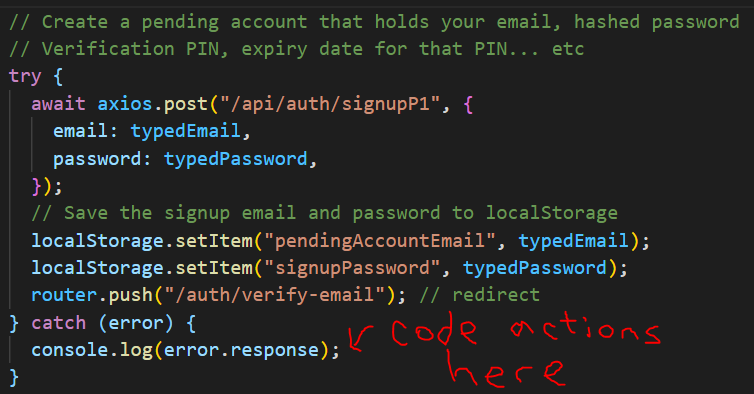 // Create a pending account that holds your email, hashed password
// Verification PIN, expiry date for that PIN... etc
try {
  await axios.post("/api/auth/signupP1", {
    email: typedEmail,
    password: typedPassword,
  });
  // Save the signup email and password to localStorage
  localStorage.setItem("pendingAccountEmail", typedEmail);
  localStorage.setItem("signupPassword", typedPassword);
  router.push("/auth/verify-email"); // redirect
} catch (error) {
  console.log(error.response);
}
code actions
here